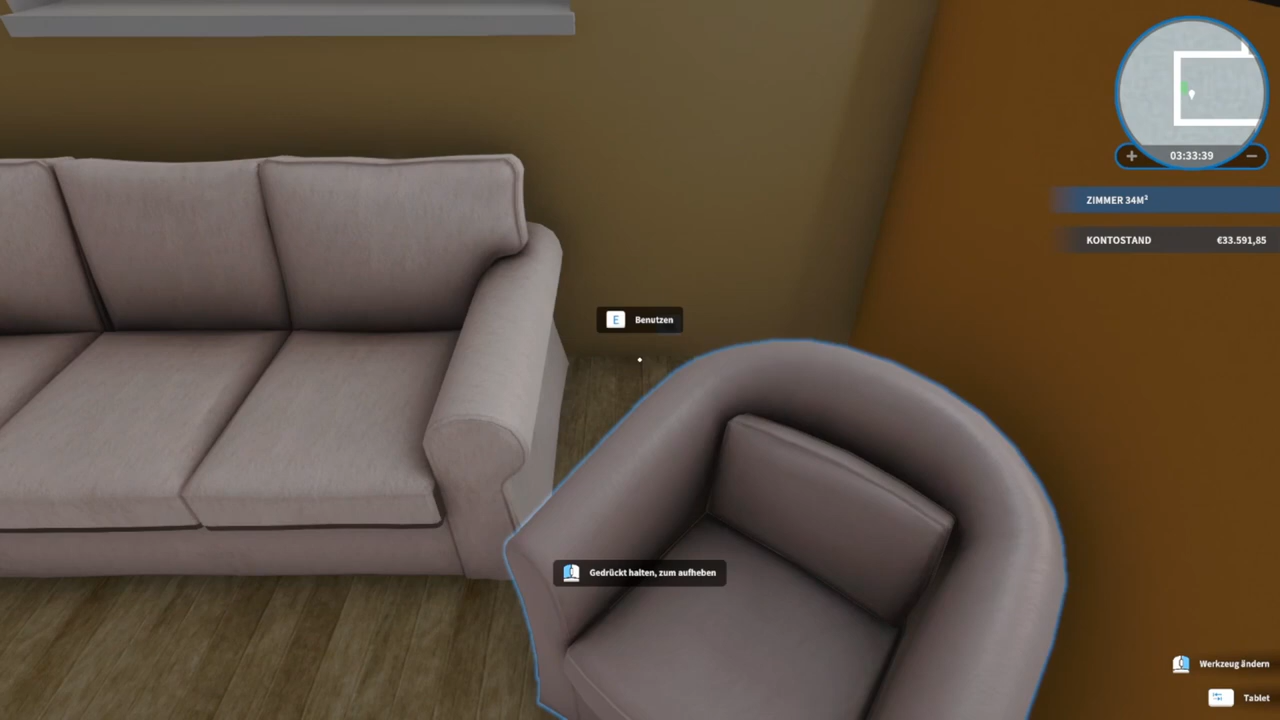 + 03:33:39 −
ZIMMER 34M²
KONTOSTAND €33.591,85
E Benutzen
Gedrückt halten, zum aufheben
Werkzeug ändern
Tablet